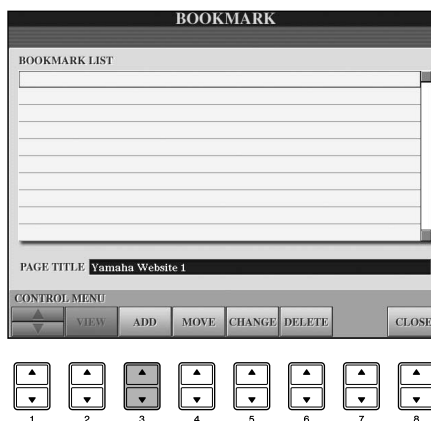 BOOKMARK
BOOKMARK LIST
PAGE TITLE Yamaha Website 1
CONTROL MENU
VIEW ADD MOVE CHANGE DELETE CLOSE
1 2 3 4 5 6 7 8